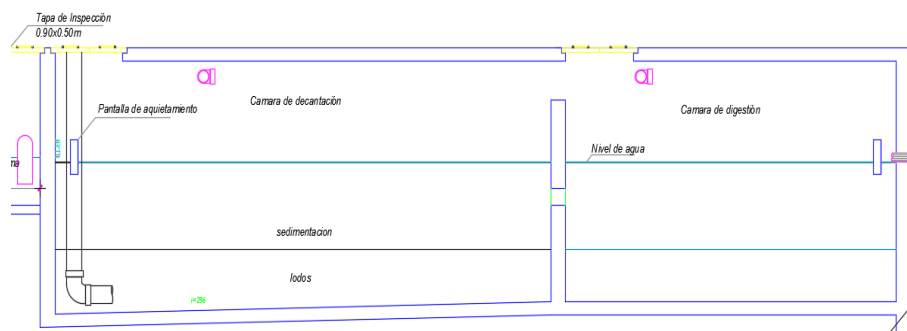 Tapa de Inspección
0.90x0.50m
Camara de decantación
Camara de digestión
Pantalla de aquietamiento
Nivel de agua
sedimentacion
lodos